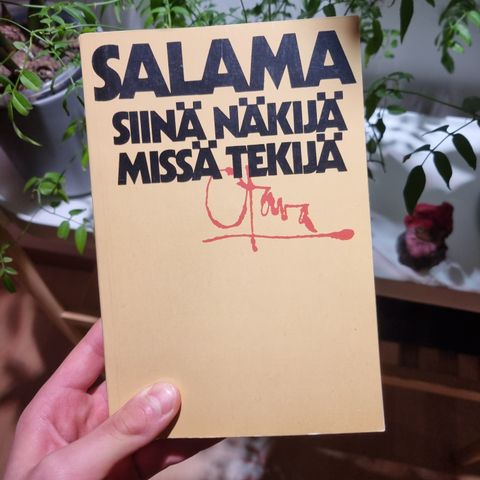 SALAMA
SIINÄ NÄKIJÄ
MISSÄ TEKIJÄ
Otava